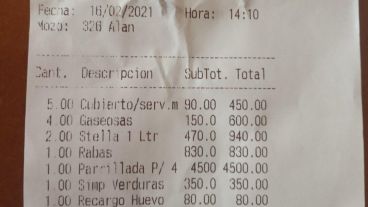 Fecha: 16/02/2021 Hora: 14:10
Mozo: 326 Alan
Cant. Descripcion SubTot. Total
5.00 Cubierto/serv.m 90.00 450.00
4.00 Gaseosas 150.0 600.00
2.00 Stella 1 Ltr 470.0 940.00
1.00 Rabas 830.0 830.00
1.00 Parrillada P/ 4 4500 4500.00
1.00 Simp Verduras 350.0 350.00
1.00 Recargo Huevo 80.00 80.00